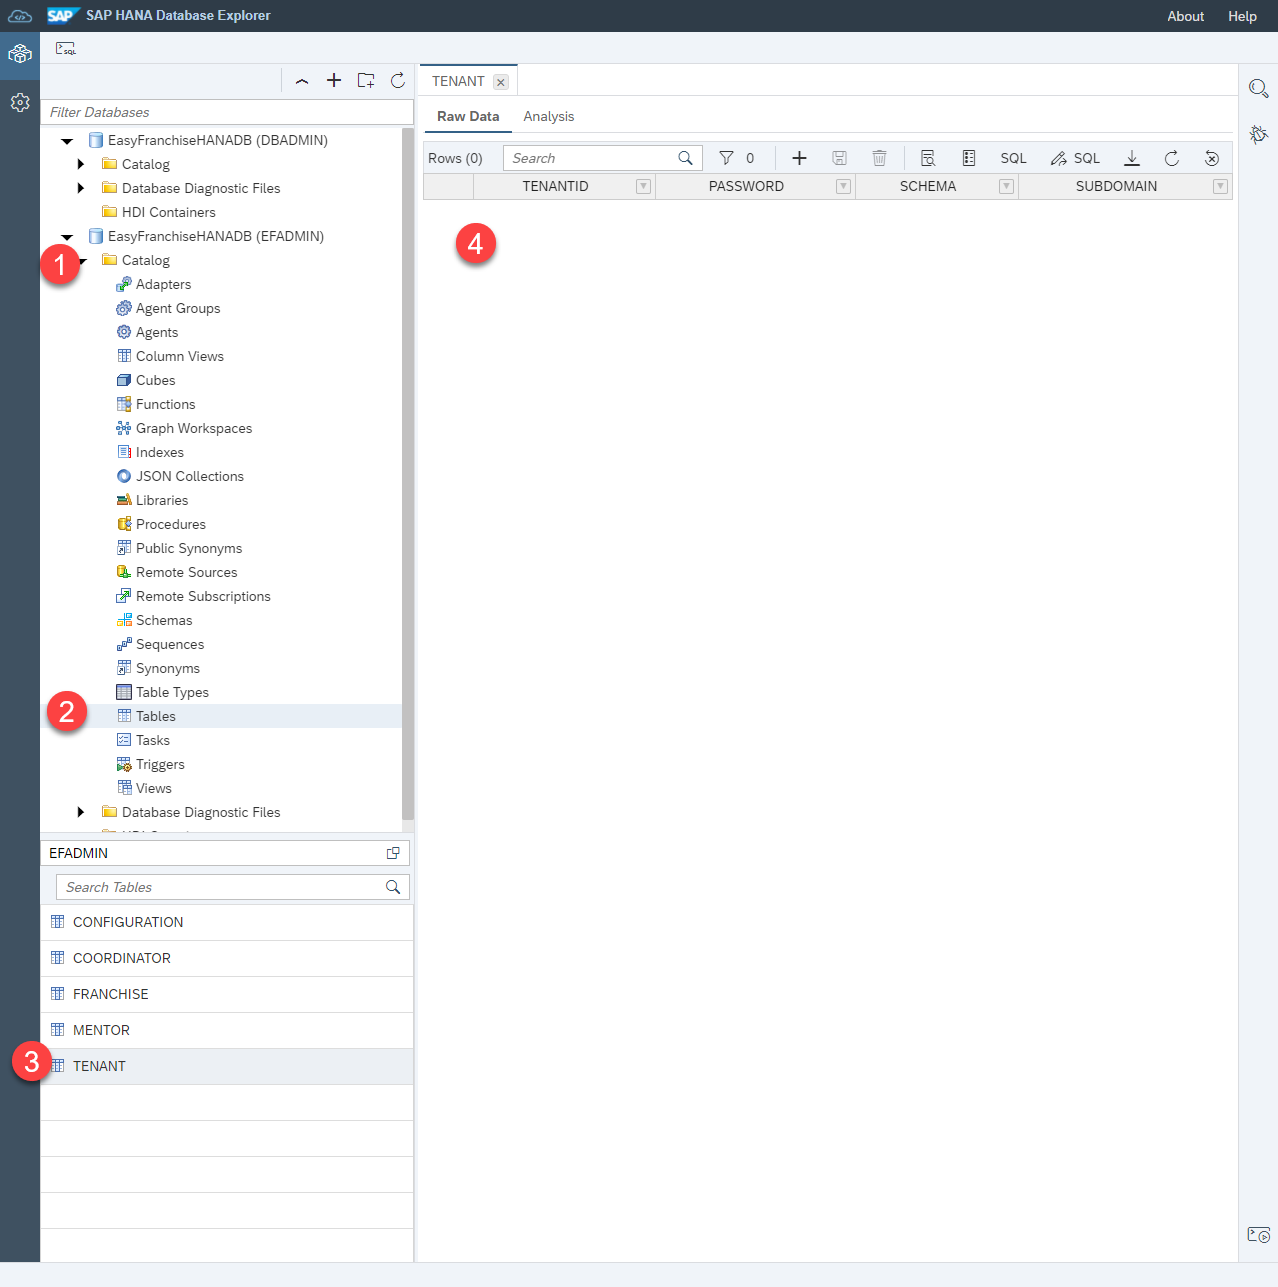 SAP SAP HANA Database Explorer
About Help
SQL
Filter Databases
EasyFranchiseHANADB (DBADMIN)
Catalog
Database Diagnostic Files
HDI Containers
EasyFranchiseHANADB (EFADMIN)
1 Catalog
Adapters
Agent Groups
Agents
Column Views
Cubes
Functions
Graph Workspaces
Indexes
JSON Collections
Libraries
Procedures
Public Synonyms
Remote Sources
Remote Subscriptions
Schemas
Sequences
Synonyms
Table Types
2 Tables
Tasks
Triggers
Views
Database Diagnostic Files
EFADMIN
Search Tables
CONFIGURATION
COORDINATOR
FRANCHISE
MENTOR
3 TENANT
TENANT
Raw Data Analysis
Rows (0) Search 0 SQL SQL
TENANTID PASSWORD SCHEMA SUBDOMAIN
4